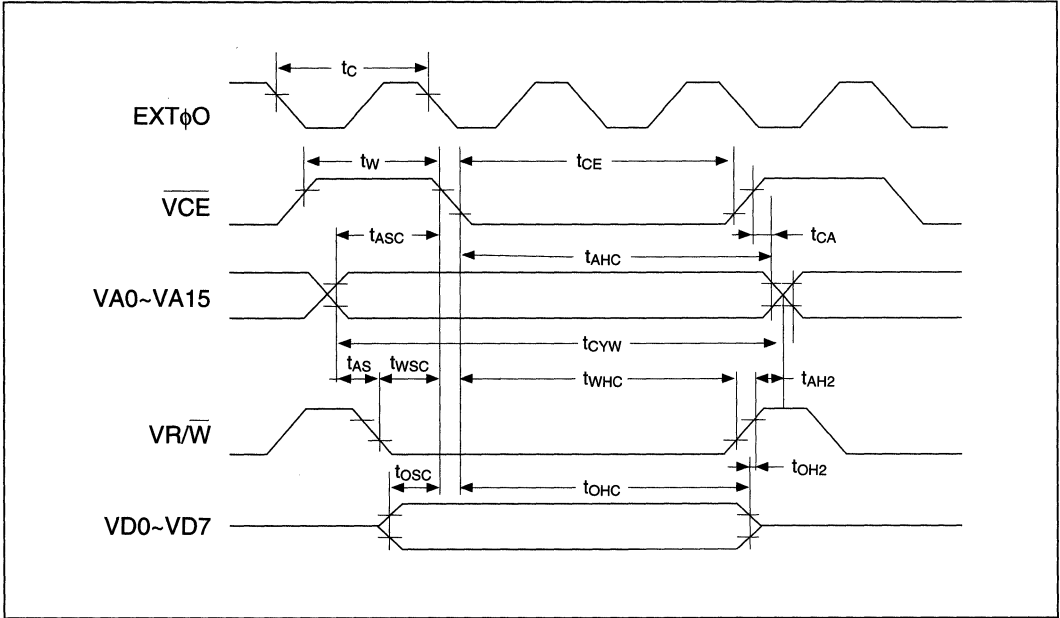 tC
EXTφO
tW
tCE
V̅C̅E̅
tASC
tCA
tAHC
VA0~VA15
tCYW
tAS
tWSC
tWHC
tAH2
VR/W̅
tOH2
tOSC
tOHC
VD0~VD7